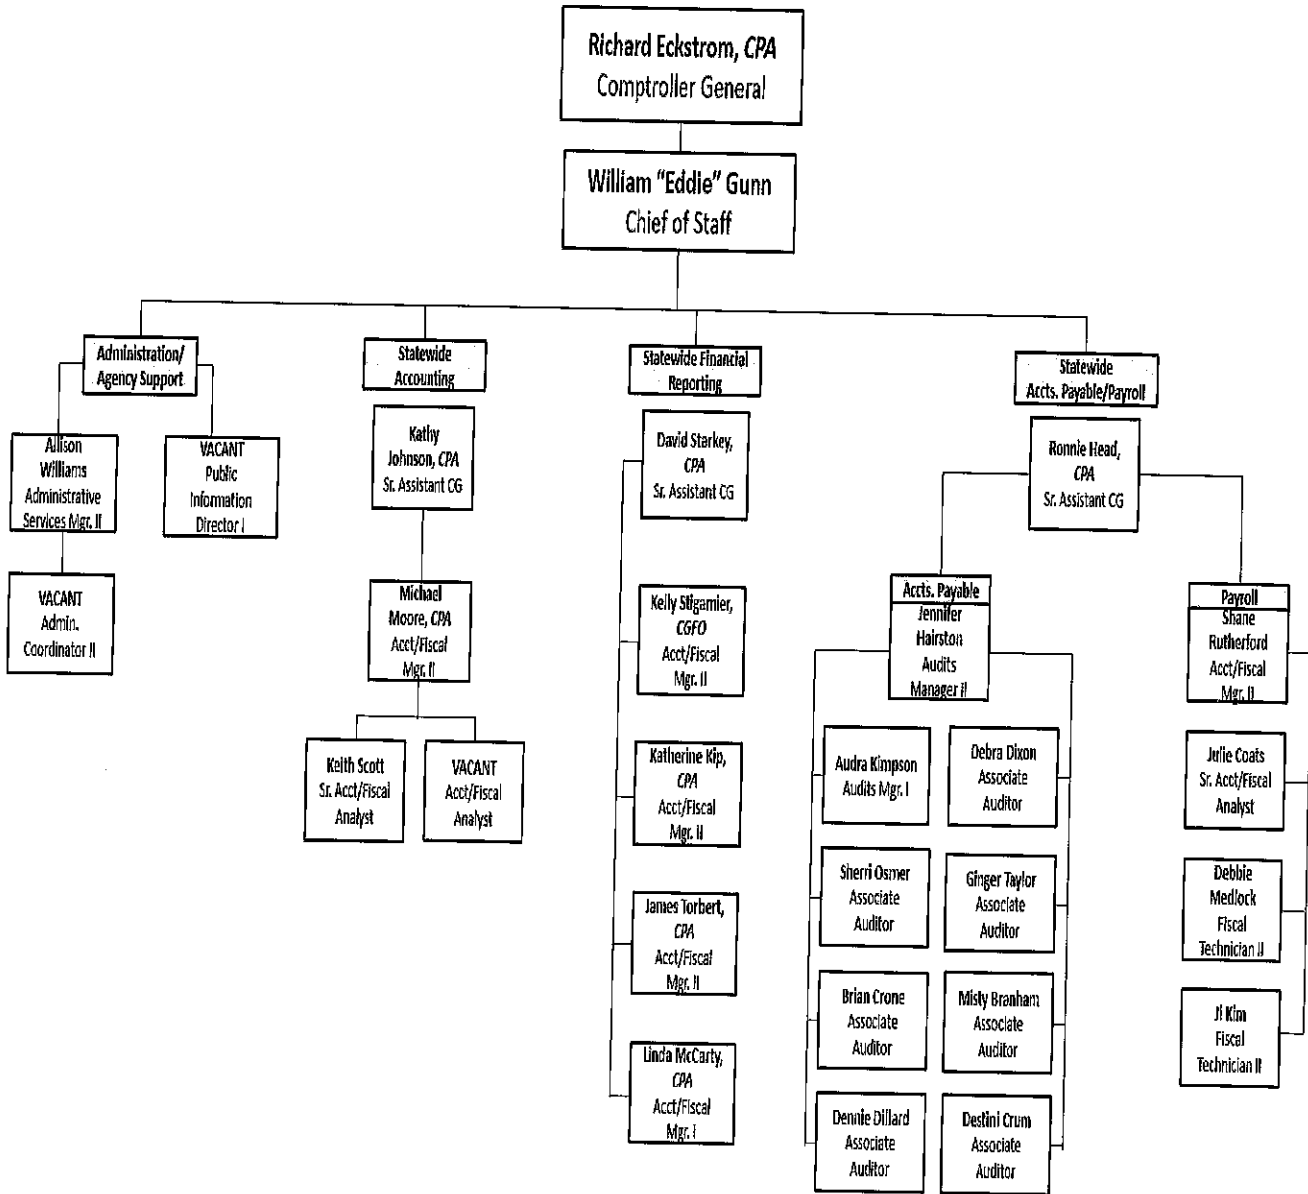 Richard Eckstrom, CPA
Comptroller General
William "Eddie" Gunn
Chief of Staff
Administration/
Agency Support
Allison
Williams
Administrative
Services Mgr. II
VACANT
Public
Information
Director I
VACANT
Admin.
Coordinator II
Statewide
Accounting
Kathy
Johnson, CPA
Sr. Assistant CG
Michael
Moore, CPA
Acct/Fiscal
Mgr. II
Keith Scott
Sr. Acct/Fiscal
Analyst
VACANT
Acct/Fiscal
Analyst
Statewide Financial
Reporting
David Starkey,
CPA
Sr. Assistant CG
Kelly Stigamier,
CGFO
Acct/Fiscal
Mgr. II
Katherine Kip,
CPA
Acct/Fiscal
Mgr. II
James Torbert,
CPA
Acct/Fiscal
Mgr. II
Linda McCarty,
CPA
Acct/Fiscal
Mgr. I
Statewide
Accts. Payable/Payroll
Ronnie Head,
CPA
Sr. Assistant CG
Accts. Payable
Jennifer
Hairston
Audits
Manager II
Audra Kimpson
Audits Mgr. I
Debra Dixon
Associate
Auditor
Sherri Osmer
Associate
Auditor
Ginger Taylor
Associate
Auditor
Brian Crone
Associate
Auditor
Misty Branham
Associate
Auditor
Dennie Dillard
Associate
Auditor
Destini Crum
Associate
Auditor
Payroll
Shane
Rutherford
Acct/Fiscal
Mgr. II
Julie Coats
Sr. Acct/Fiscal
Analyst
Debbie
Medlock
Fiscal
Technician II
Ji Kim
Fiscal
Technician II